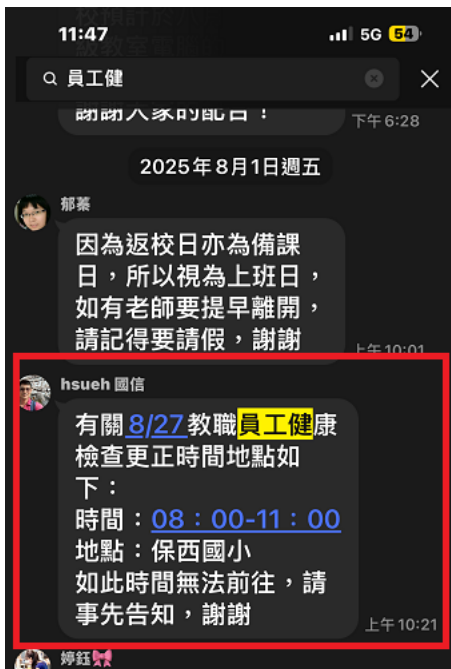 11:47
5G 54
員工健
謝謝大家的配合！
下午 6:28
2025年8月1日週五
郁蓁
因為返校日亦為備課
日，所以視為上班日，
如有老師要提早離開，
請記得要請假，謝謝
上午 10:01
hsueh 國信
有關 8/27教職員工健康
檢查更正時間地點如
下：
時間：08：00-11：00
地點：保西國小
如此時間無法前往，請
事先告知，謝謝
上午 10:21
婷鈺